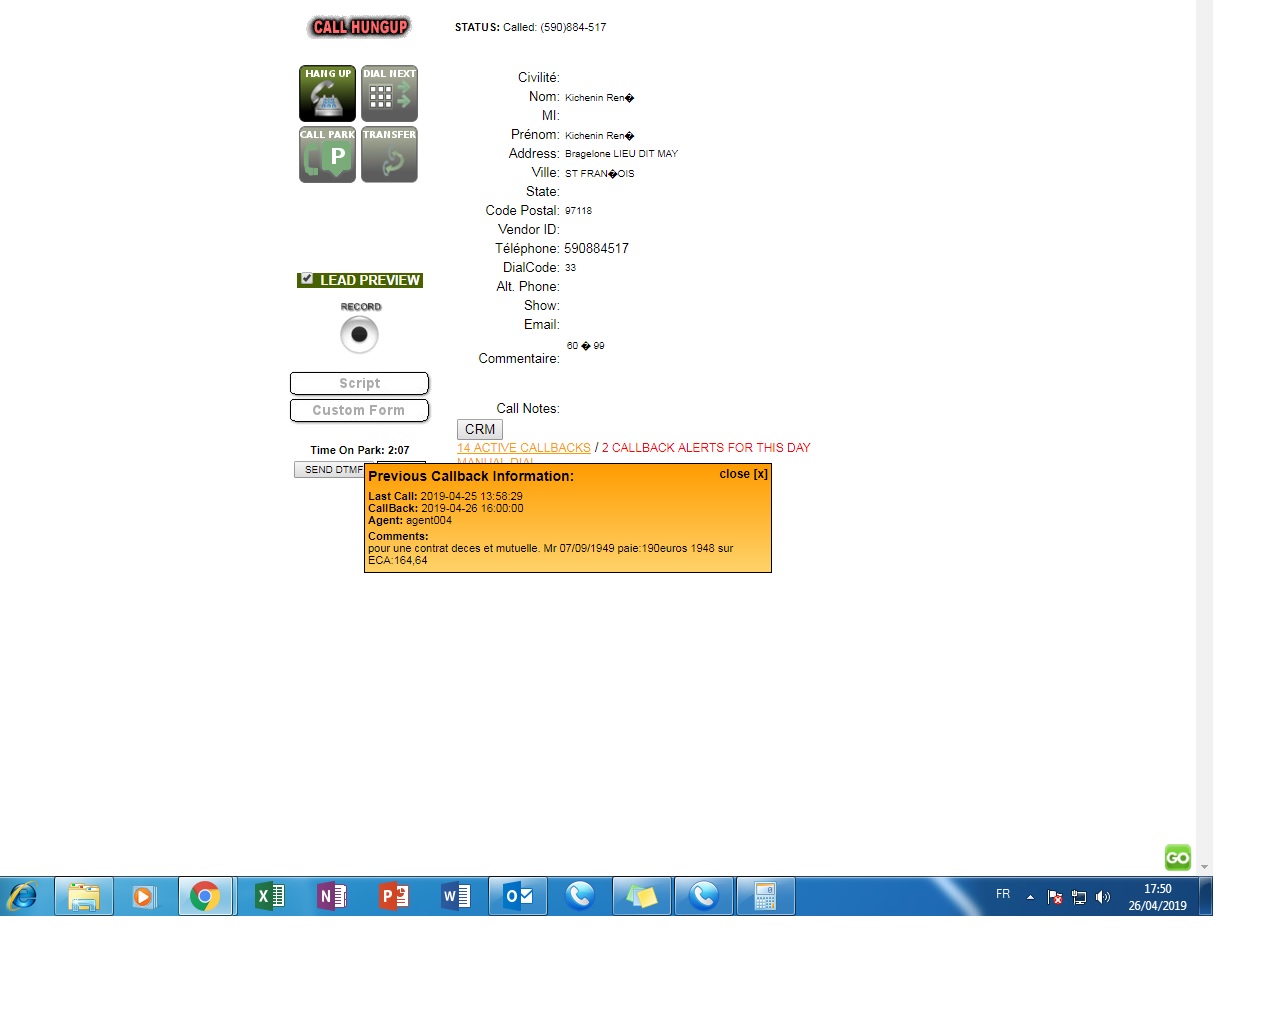 CALL HUNGUP
STATUS: Called: (590)884-517
HANG UP
DIAL NEXT
CALL PARK
P
TRANSFER
Civilité:
Nom: Kichenin Ren�
MI:
Prénom: Kichenin Ren�
Address: Bragelone LIEU DIT MAY
Ville: ST FRAN�OIS
State:
Code Postal: 97118
Vendor ID:
Téléphone: 590884517
DialCode: 33
Alt. Phone:
Show:
Email:
60 � 99
Commentaire:
Call Notes:
LEAD PREVIEW
RECORD
Script
Custom Form
Time On Park: 2:07
SEND DTMF
CRM
14 ACTIVE CALLBACKS / 2 CALLBACK ALERTS FOR THIS DAY
MANUAL DIAL
Previous Callback Information:
close [x]
Last Call: 2019-04-25 13:58:29
CallBack: 2019-04-26 16:00:00
Agent: agent004
Comments:
pour une contrat deces et mutuelle. Mr 07/09/1949 paie:190euros 1948 sur
ECA:164,64
GO
FR
17:50
26/04/2019